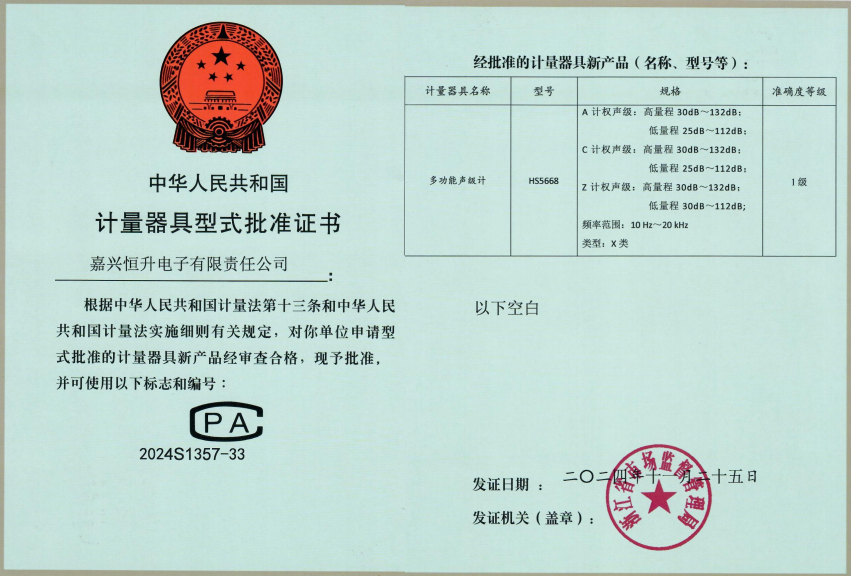 中华人民共和国
计量器具型式批准证书
嘉兴恒升电子有限责任公司：
根据中华人民共和国计量法第十三条和中华人民
共和国计量法实施细则有关规定，对你单位申请型
式批准的计量器具新产品经审查合格，现予批准，
并可使用以下标志和编号：
CPA
2024S1357-33
经批准的计量器具新产品（名称、型号等）：
计量器具名称 型号 规格 准确度等级
多功能声级计 HS5668 A 计权声级：高量程 30dB～132dB；
低量程 25dB～112dB；
C 计权声级：高量程 30dB～132dB；
低量程 25dB～112dB；
Z 计权声级：高量程 30dB～132dB；
低量程 30dB～112dB;
频率范围：10 Hz～20 kHz
类型：X 类
1 级
以下空白
发证日期：二〇二四年十一月二十五日
发证机关（盖章）：
浙江省市场监督管理局